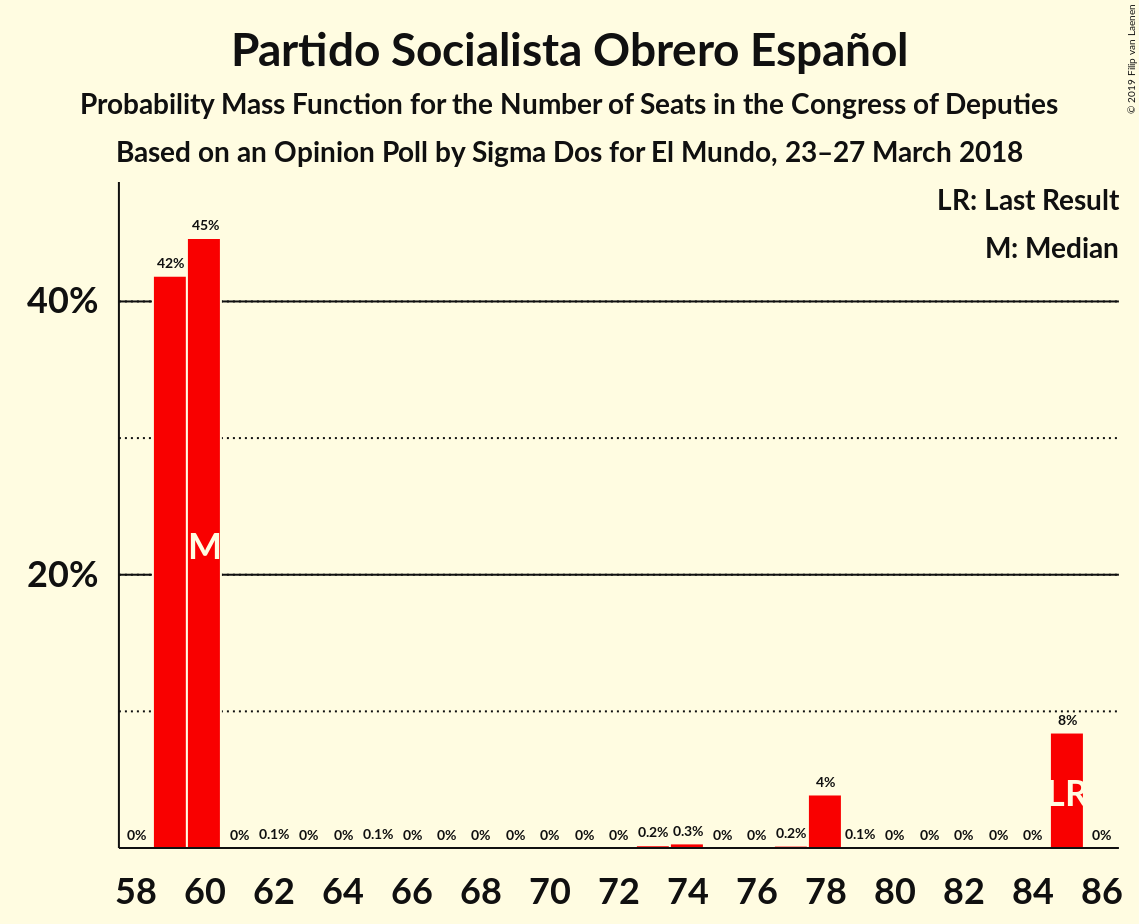 Partido Socialista Obrero Español
Probability Mass Function for the Number of Seats in the Congress of Deputies
Based on an Opinion Poll by Sigma Dos for El Mundo, 23–27 March 2018
© 2019 Filip van Laenen
LR: Last Result
M: Median
40%
20%
0% 42% 45% 0% 0.1% 0% 0% 0.1% 0% 0% 0% 0% 0% 0% 0% 0.2% 0.3% 0% 0% 0.2% 4% 0.1% 0% 0% 0% 0% 0% 8% 0%
M
LR
58 60 62 64 66 68 70 72 74 76 78 80 82 84 86